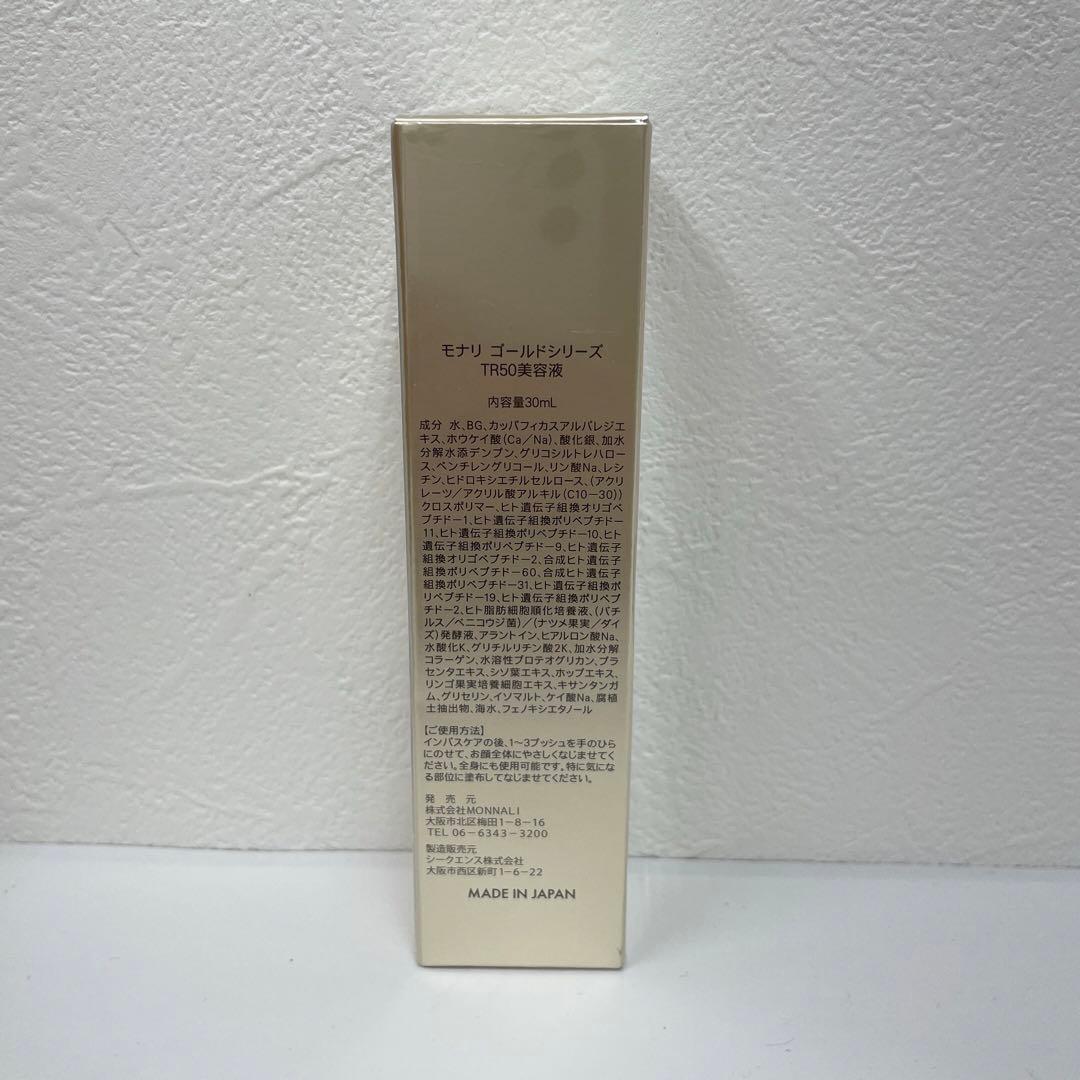 モナリ ゴールドシリーズ
TR50美容液
内容量30mL
成分 水、BG、カッパフィカスアルバレジエ
キス、ホウケイ酸(Ca/Na)、酸化銀、加水
分解水添デンプン、グリコシルトレハロー
ス、ペンチレングリコール、リン酸Na、レシ
チン、ヒドロキシエチルセルロース、(アクリ
レーツ/アクリル酸アルキル(C10-30))
クロスポリマー、ヒト遺伝子組換オリゴペ
プチド-1、ヒト遺伝子組換ポリペプチド-
11、ヒト遺伝子組換ポリペプチド-10、ヒト
遺伝子組換ポリペプチド-9、ヒト遺伝子
組換オリゴペプチド-2、合成ヒト遺伝子
組換ポリペプチド-60、合成ヒト遺伝子
組換ポリペプチド-31、ヒト遺伝子組換ポ
リペプチド-19、ヒト遺伝子組換ポリペプ
チド-2、ヒト脂肪細胞順化培養液、(バチ
ルス/ベニコウジ菌)/(ナツメ果実/ダイ
ズ)発酵液、アラントイン、ヒアルロン酸Na、
水酸化K、グリチルリチン酸2K、加水分解
コラーゲン、水溶性プロテオグリカン、プラ
センタエキス、シソ葉エキス、ホップエキス、
リンゴ果実培養細胞エキス、キサンタンガ
ム、グリセリン、イソマルト、ケイ酸Na、腐植
土抽出物、海水、フェノキシエタノール
【ご使用方法】
インバスケアの後、1〜3プッシュを手のひら
にのせて、お顔全体にやさしくなじませてく
ださい。全身にも使用可能です。特に気にな
る部位に塗布してなじませてください。
発売元
株式会社MONNALI
大阪市北区梅田1-8-16
TEL 06-6343-3200
製造販売元
シークエンス株式会社
大阪市西区新町1-6-22
MADE IN JAPAN